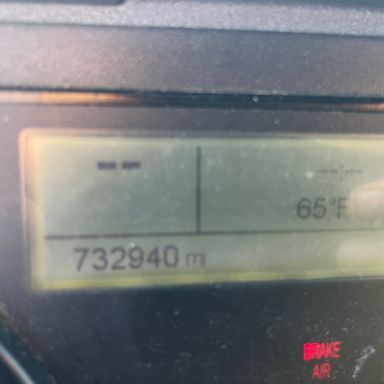 -- --:--
65°F
732940 mi
BRAKE
AIR